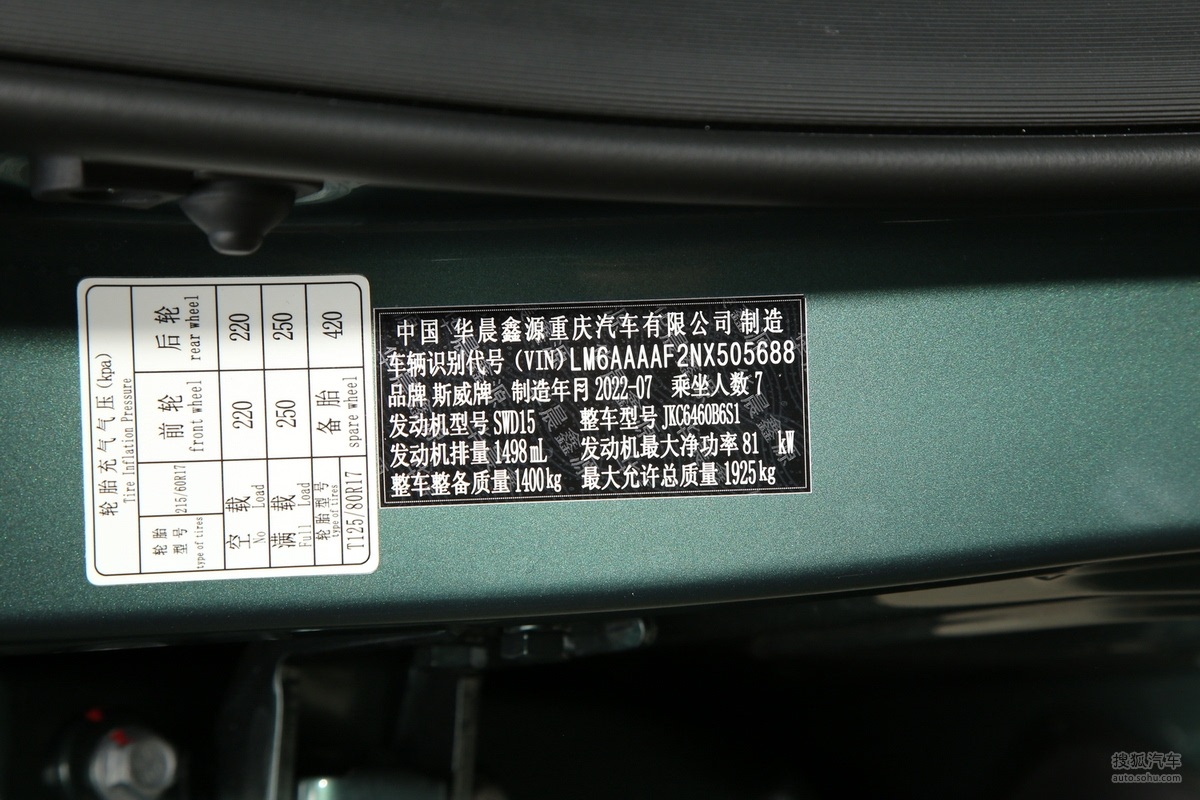 轮胎充气气压(kpa)
Tire Inflation Pressure
轮胎型号 215/60R17 前轮 后轮
type of tires front wheel rear wheel
空载 220 220
No Load
满载 250 250
Full Load
轮胎型号 备胎 420
type of tires spare wheel
T125/80R17
中国 华晨鑫源重庆汽车有限公司 制造
车辆识别代号(VIN)LM6AAAAF2NX505688
品牌 斯威牌 制造年月 2022-07 乘坐人数 7
发动机型号 SWD15 整车型号 JKC6460B6S1
发动机排量 1498 mL 发动机最大净功率 81 kW
整车整备质量 1400 kg 最大允许总质量 1925 kg
搜狐汽车
auto.sohu.com